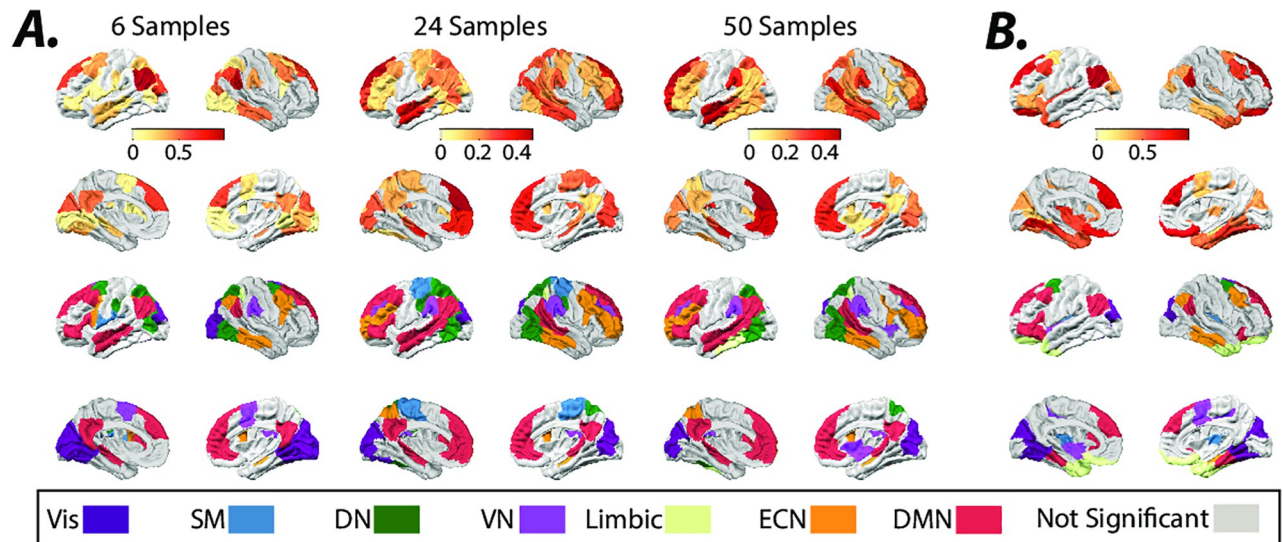 A. 6 Samples 24 Samples 50 Samples B.
0 0.5 0 0.2 0.4 0 0.2 0.4 0 0.5
Vis SM DN VN Limbic ECN DMN Not Significant